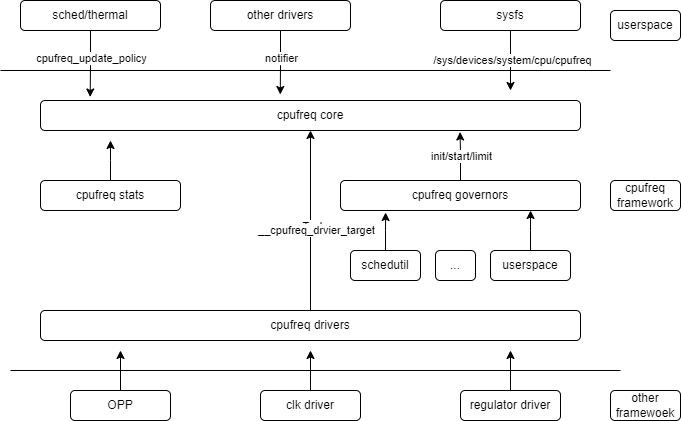 sched/thermal
other drivers
sysfs
userspace
cpufreq_update_policy
notifier
/sys/devices/system/cpu/cpufreq
cpufreq core
init/start/limit
cpufreq stats
cpufreq governors
cpufreq
framework
__cpufreq_drvier_target
schedutil
...
userspace
cpufreq drivers
OPP
clk driver
regulator driver
other
framewoek